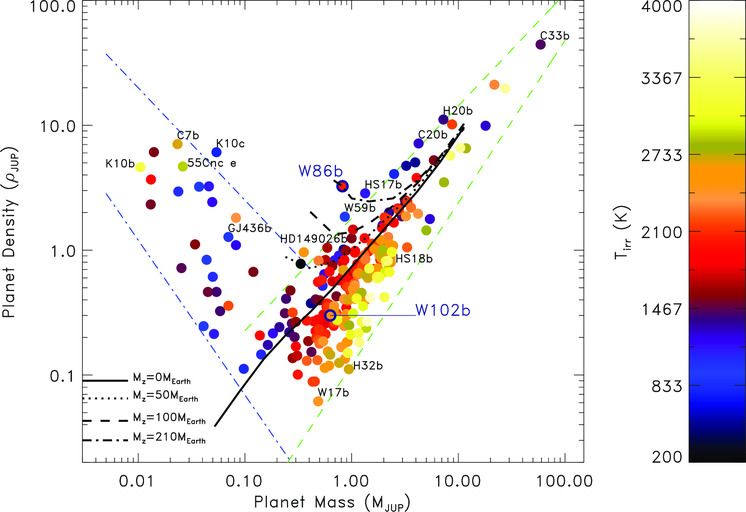 100.0
10.0
1.0
0.1
Planet Density (ρJUP)
0.01
0.10
1.00
10.00
100.00
Planet Mass (MJUP)
C33b
H20b
C20b
C7b
K10c
K10b
55Cnc e
W86b
HS17b
W59b
GJ436b
HD149026b
HS18b
W102b
H32b
W17b
Mz=0MEarth
Mz=50MEarth
Mz=100MEarth
Mz=210MEarth
Tirr (K)
4000
3367
2733
2100
1467
833
200